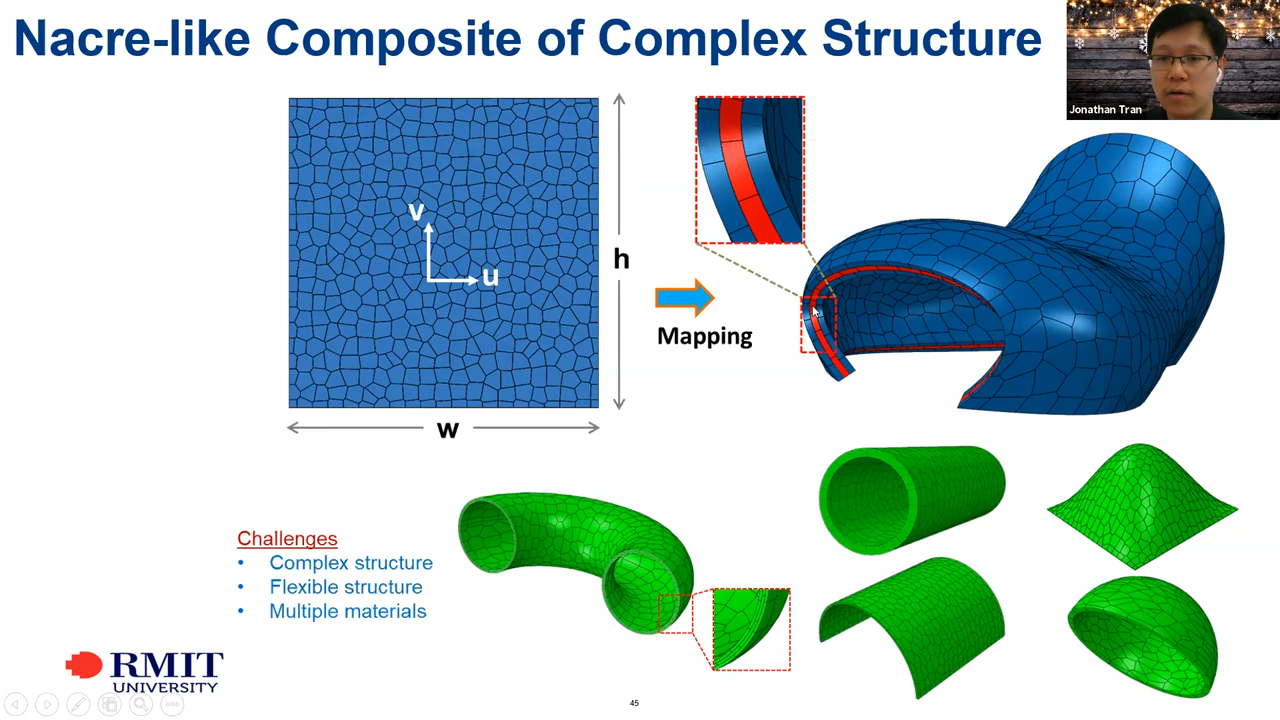 Nacre-like Composite of Complex Structure
Jonathan Tran
v
u
h
w
Mapping
Challenges
• Complex structure
• Flexible structure
• Multiple materials
RMIT
UNIVERSITY
45